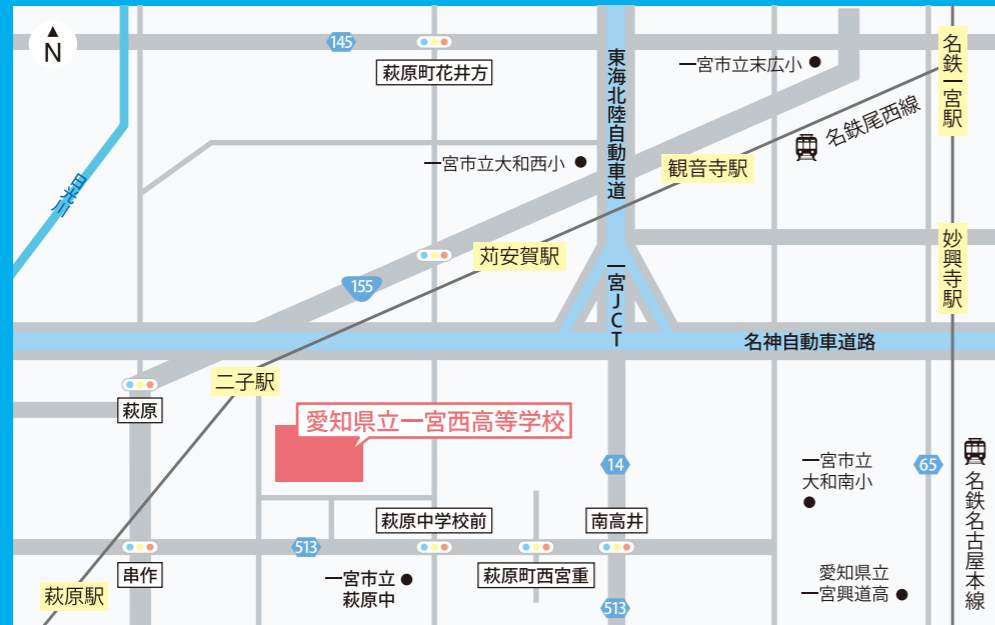 N
145
萩原町花井方
東海北陸自動車道
一宮市立末広小
名鉄一宮駅
名鉄尾西線
一宮市立大和西小
観音寺駅
日光川
苅安賀駅
妙興寺駅
155
一宮JCT
名神自動車道路
二子駅
萩原
愛知県立一宮西高等学校
14
一宮市立
大和南小
65
名鉄名古屋本線
萩原中学校前
南高井
513
串作
一宮市立
萩原中
萩原町西宮重
愛知県立
一宮興道高
萩原駅
513